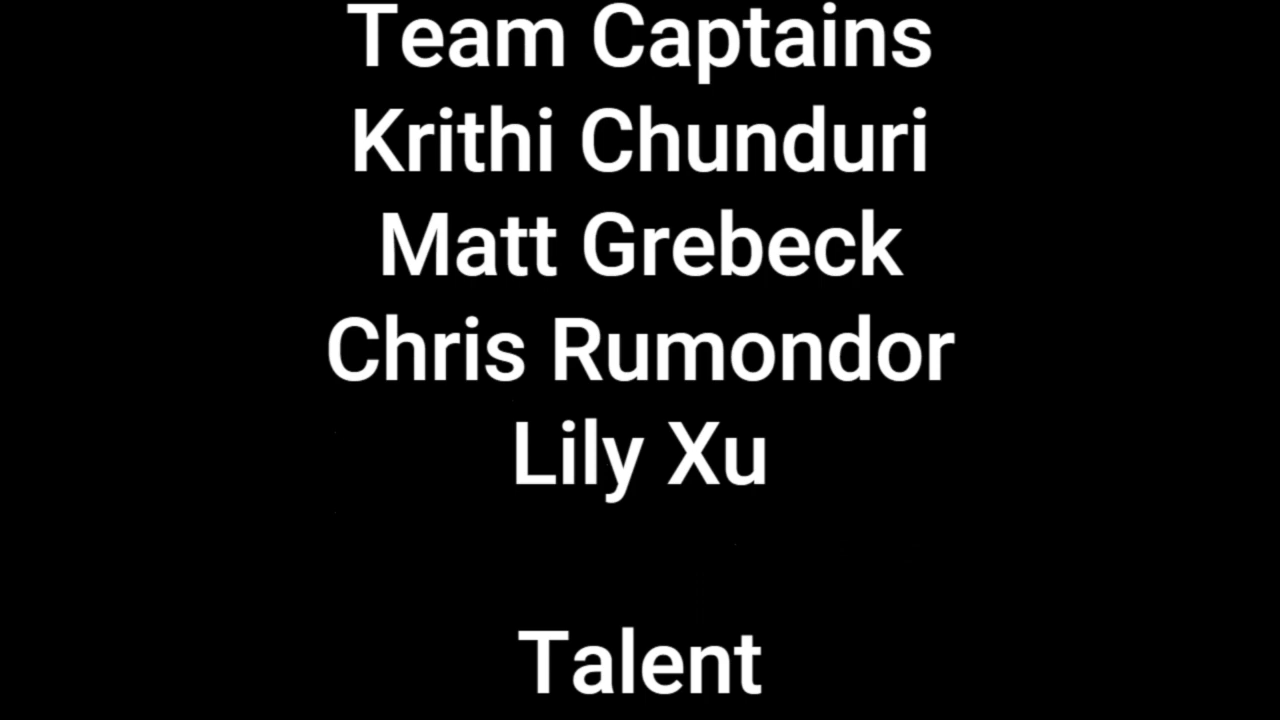 Team Captains
Krithi Chunduri
Matt Grebeck
Chris Rumondor
Lily Xu
Talent